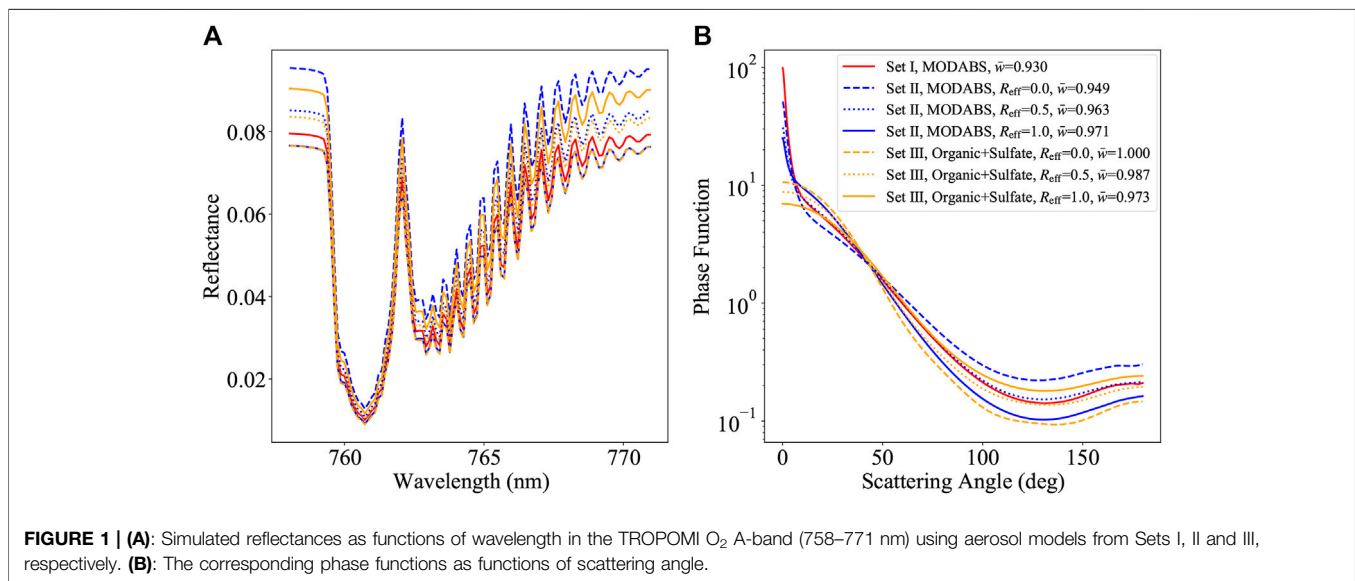 A
B
0.08
0.06
0.04
0.02
Reflectance
760
765
770
Wavelength (nm)
10²
10¹
10⁰
10⁻¹
Phase Function
0
50
100
150
Scattering Angle (deg)
Set I, MODABS, w̄=0.930
Set II, MODABS, Reff=0.0, w̄=0.949
Set II, MODABS, Reff=0.5, w̄=0.963
Set II, MODABS, Reff=1.0, w̄=0.971
Set III, Organic+Sulfate, Reff=0.0, w̄=1.000
Set III, Organic+Sulfate, Reff=0.5, w̄=0.987
Set III, Organic+Sulfate, Reff=1.0, w̄=0.973
FIGURE 1 | (A): Simulated reflectances as functions of wavelength in the TROPOMI O₂ A-band (758–771 nm) using aerosol models from Sets I, II and III,
respectively. (B): The corresponding phase functions as functions of scattering angle.